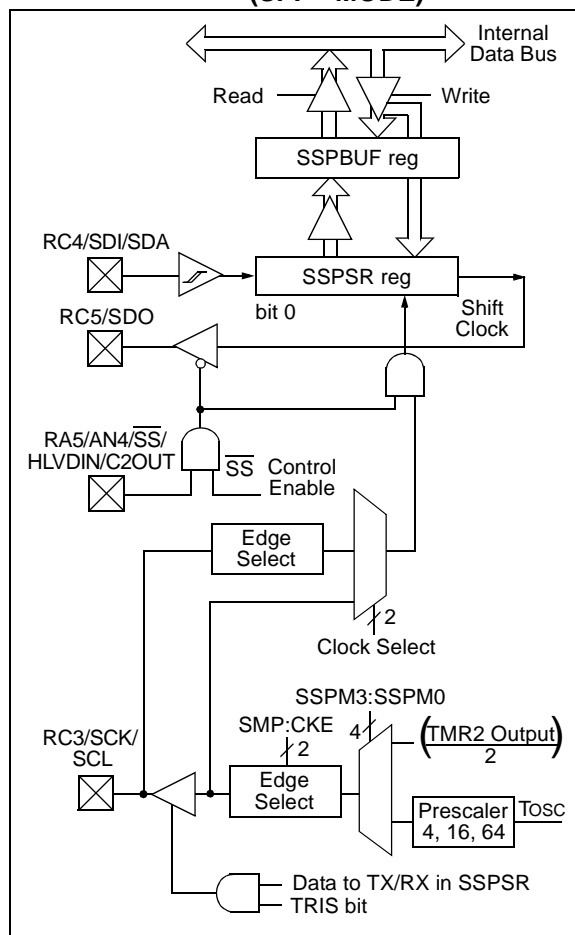 Internal
Data Bus
Read
Write
SSPBUF reg
RC4/SDI/SDA
SSPSR reg
bit 0
Shift
Clock
RC5/SDO
RA5/AN4/SS/
HLVDIN/C2OUT
SS
Control
Enable
Edge
Select
2
Clock Select
SSPM3:SSPM0
SMP:CKE
4
(TMR2 Output)
2
2
RC3/SCK/
SCL
Edge
Select
Prescaler
4, 16, 64
TOSC
Data to TX/RX in SSPSR
TRIS bit